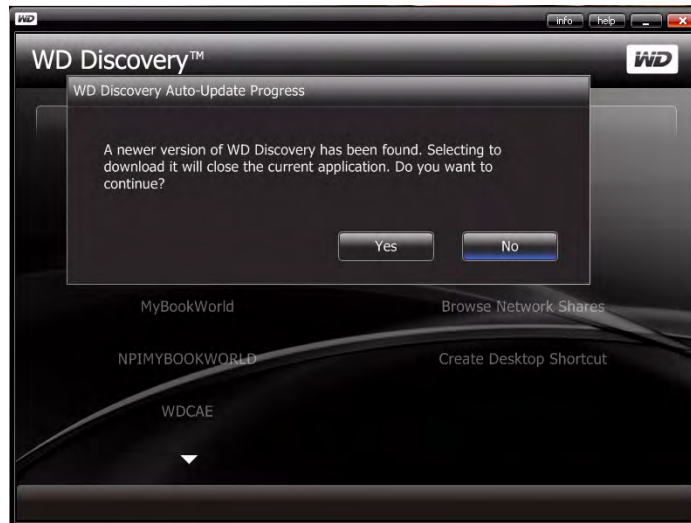 WD
info help
WD Discovery™
WD
WD Discovery Auto-Update Progress
A newer version of WD Discovery has been found. Selecting to
download it will close the current application. Do you want to
continue?
Yes No
MyBookWorld Browse Network Shares
NPIMYBOOKWORLD Create Desktop Shortcut
WDCAE